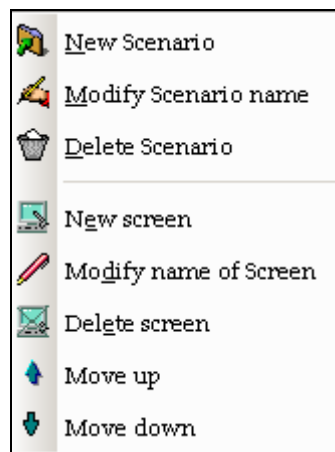 New Scenario
Modify Scenario name
Delete Scenario
New screen
Modify name of Screen
Delete screen
Move up
Move down